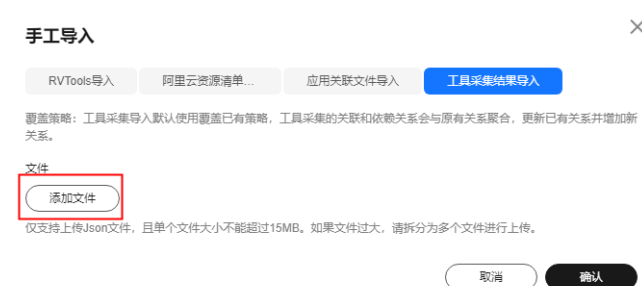 手工导入
RVTools导入 阿里云资源清单... 应用关联文件导入 工具采集结果导入
覆盖策略：工具采集导入默认使用覆盖已有策略，工具采集的关联和依赖关系会与原有关系聚合，更新已有关系并增加新
关系。
文件
添加文件
仅支持上传Json文件，且单个文件大小不能超过15MB。如果文件过大，请拆分为多个文件进行上传。
取消 确认